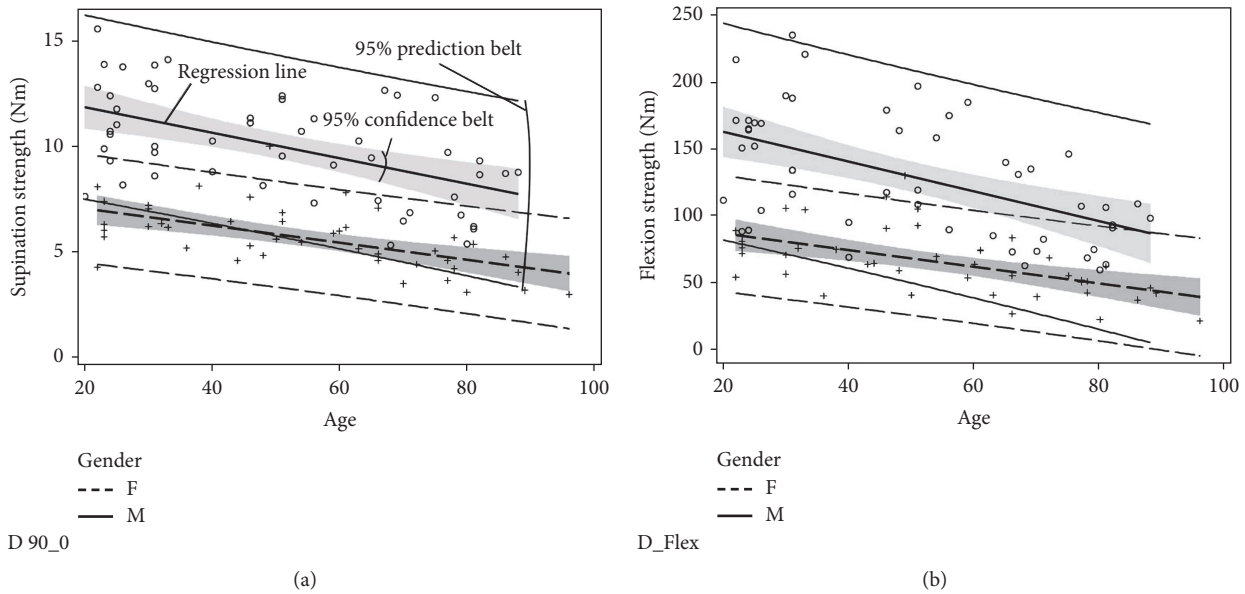 15
10
5
0
20
40
60
80
100
Supination strength (Nm)
Age
95% prediction belt
Regression line
95% confidence belt
Gender
F
M
D 90_0
(a)
250
200
150
100
50
0
20
40
60
80
100
Flexion strength (Nm)
Age
Gender
F
M
D_Flex
(b)